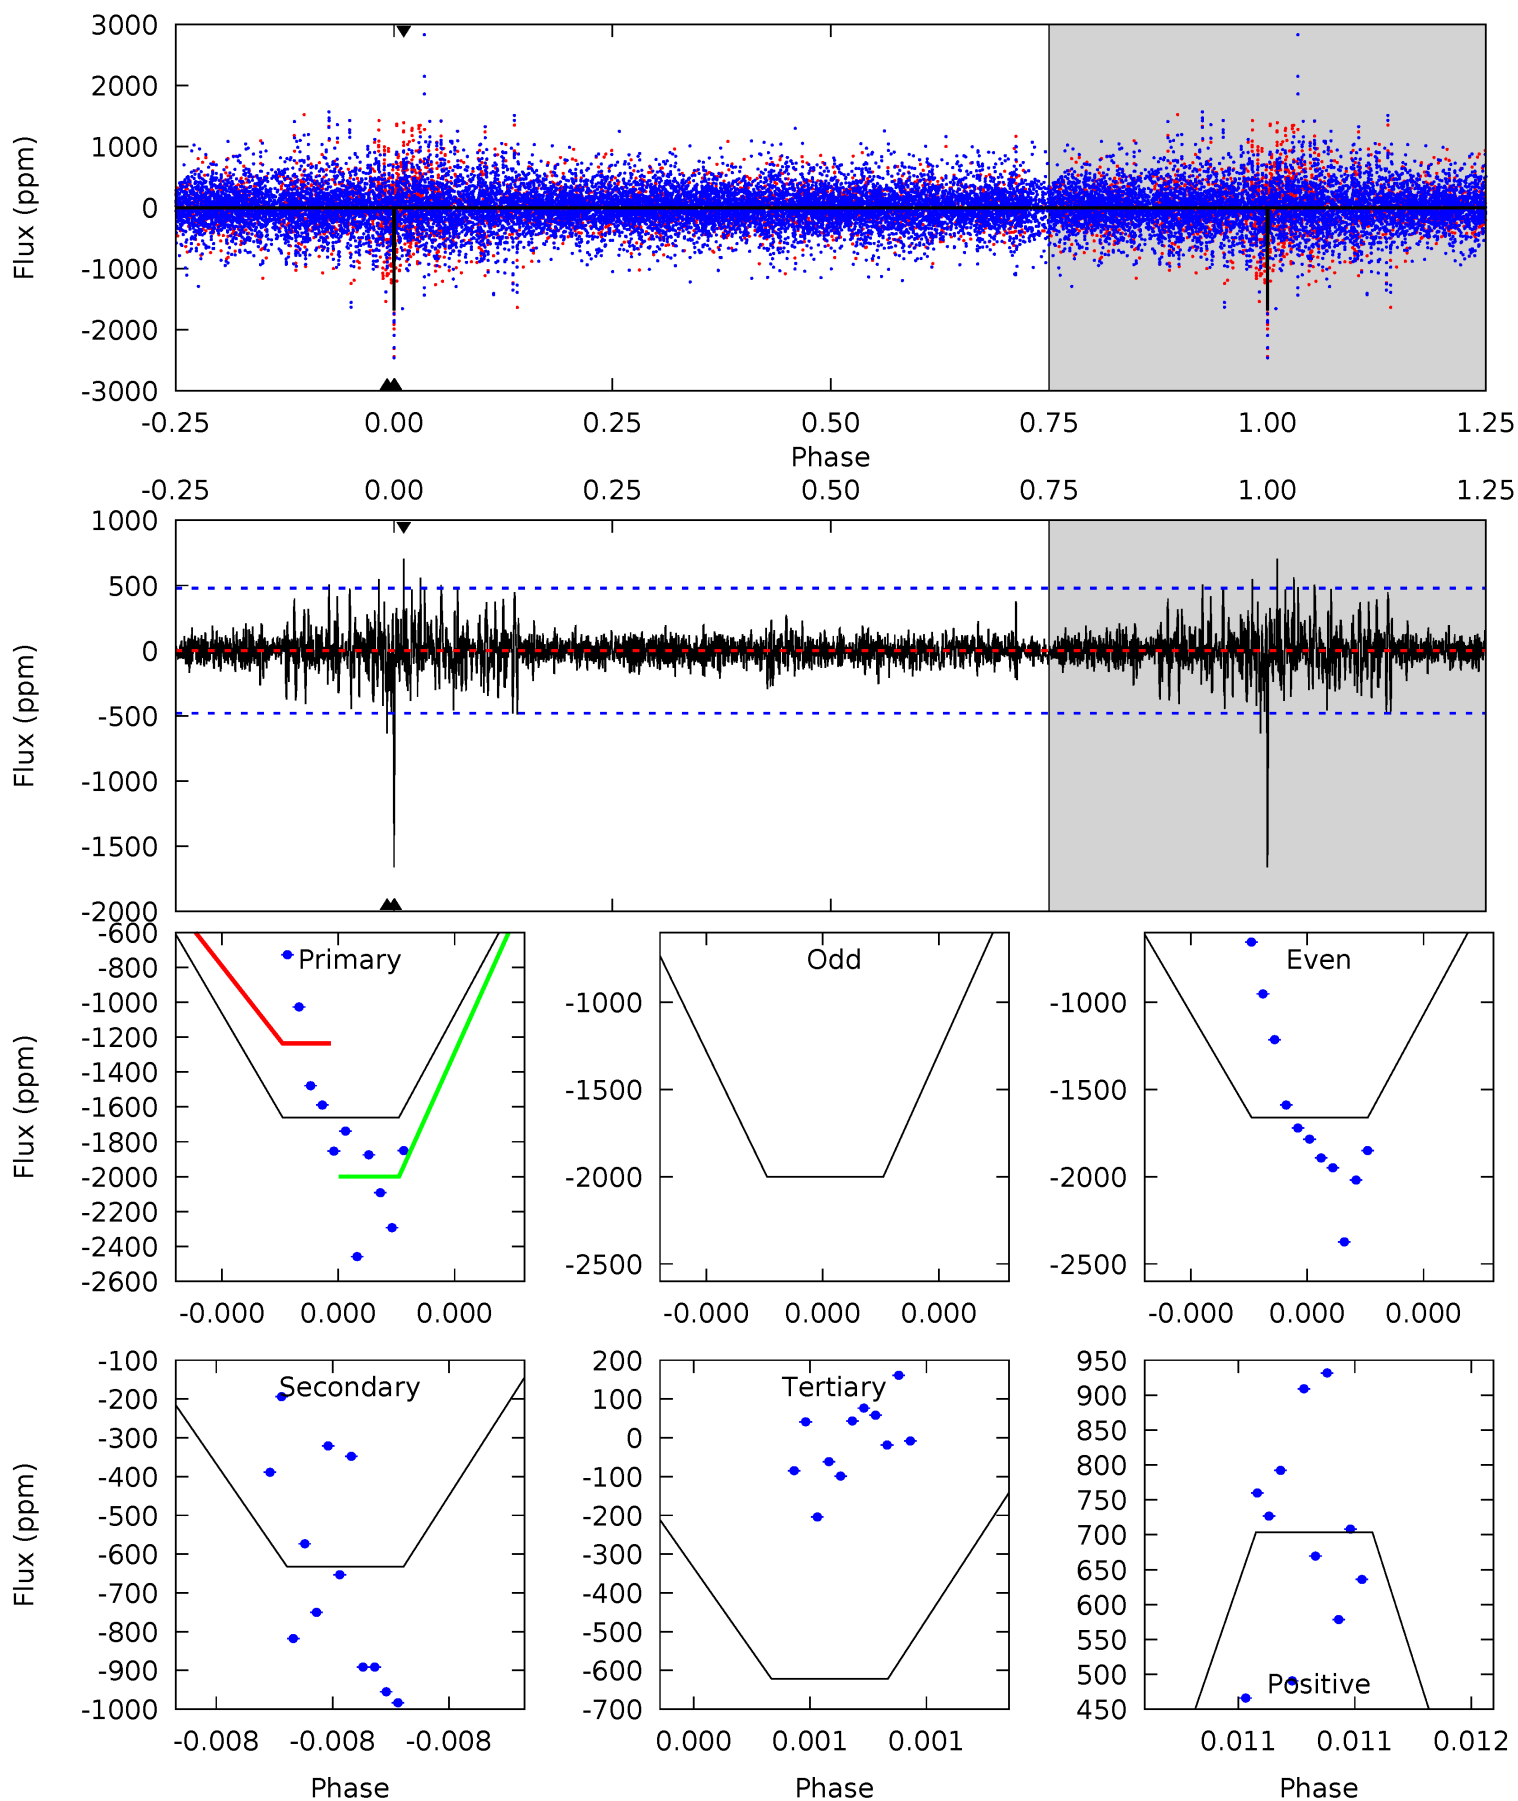 3000
2000
1000
0
-1000
-2000
-3000
Flux (ppm)
-0.25 0.00 0.25 0.50 0.75 1.00 1.25
Phase
-0.25 0.00 0.25 0.50 0.75 1.00 1.25
1000
500
0
-500
-1000
-1500
-2000
Flux (ppm)
Primary
-600
-800
-1000
-1200
-1400
-1600
-1800
-2000
-2200
-2400
-2600
Flux (ppm)
-0.000 0.000 0.000
Odd
-1000
-1500
-2000
-2500
-0.000 0.000 0.000
Even
-1000
-1500
-2000
-2500
-0.000 0.000 0.000
Secondary
-100
-200
-300
-400
-500
-600
-700
-800
-900
-1000
Flux (ppm)
-0.008 -0.008 -0.008
Phase
Tertiary
200
100
0
-100
-200
-300
-400
-500
-600
-700
0.000 0.001 0.001
Phase
950
900
850
800
750
700
650
600
550
500
450
Positive
0.011 0.011 0.012
Phase